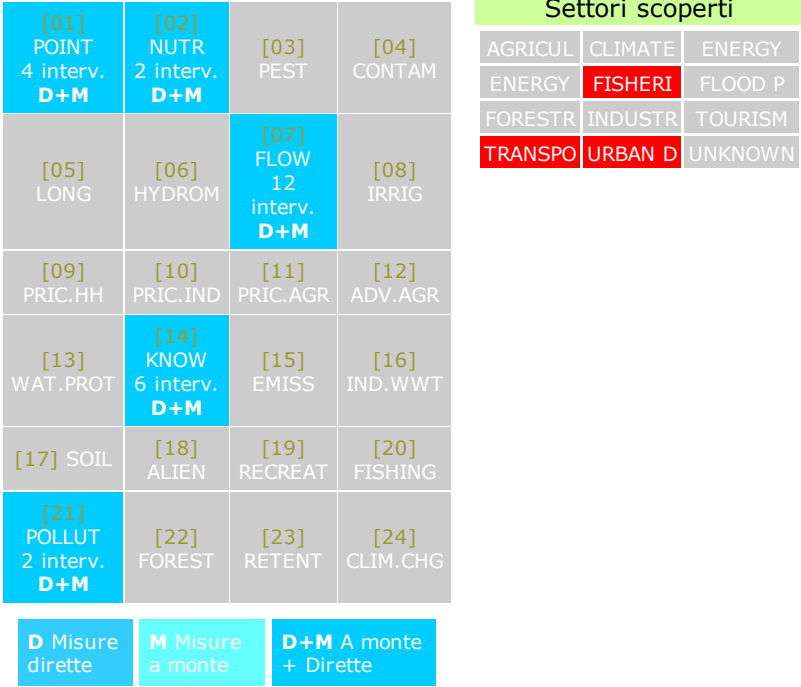 [01]
POINT
4 interv.
D+M
[02]
NUTR
2 interv.
D+M
[03]
PEST
[04]
CONTAM
[05]
LONG
[06]
HYDROM
[07]
FLOW
12
interv.
D+M
[08]
IRRIG
[09]
PRIC.HH
[10]
PRIC.IND
[11]
PRIC.AGR
[12]
ADV.AGR
[13]
WAT.PROT
[14]
KNOW
6 interv.
D+M
[15]
EMISS
[16]
IND.WWT
[17] SOIL
[18]
ALIEN
[19]
RECREAT
[20]
FISHING
[21]
POLLUT
2 interv.
D+M
[22]
FOREST
[23]
RETENT
[24]
CLIM.CHG
D Misure
dirette
M Misure
a monte
D+M A monte
+ Dirette
Settori scoperti
AGRICUL CLIMATE ENERGY
ENERGY FISHERI FLOOD P
FORESTR INDUSTR TOURISM
TRANSPO URBAN D UNKNOWN